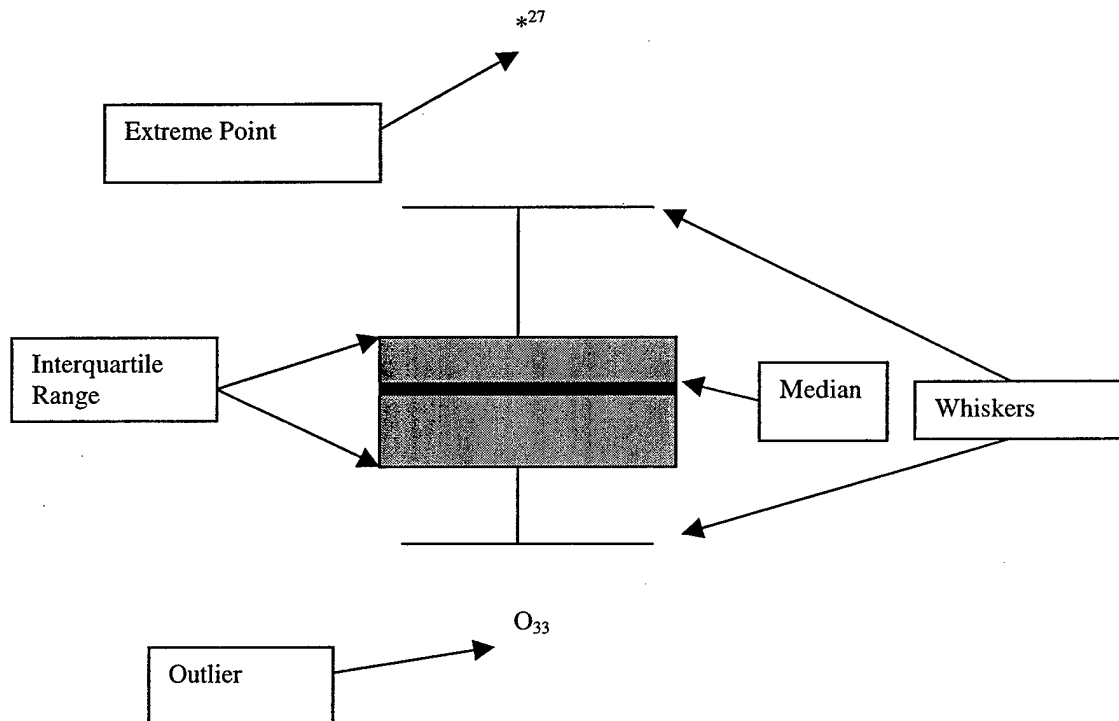 *27
Extreme Point
Interquartile
Range
Median
Whiskers
O33
Outlier